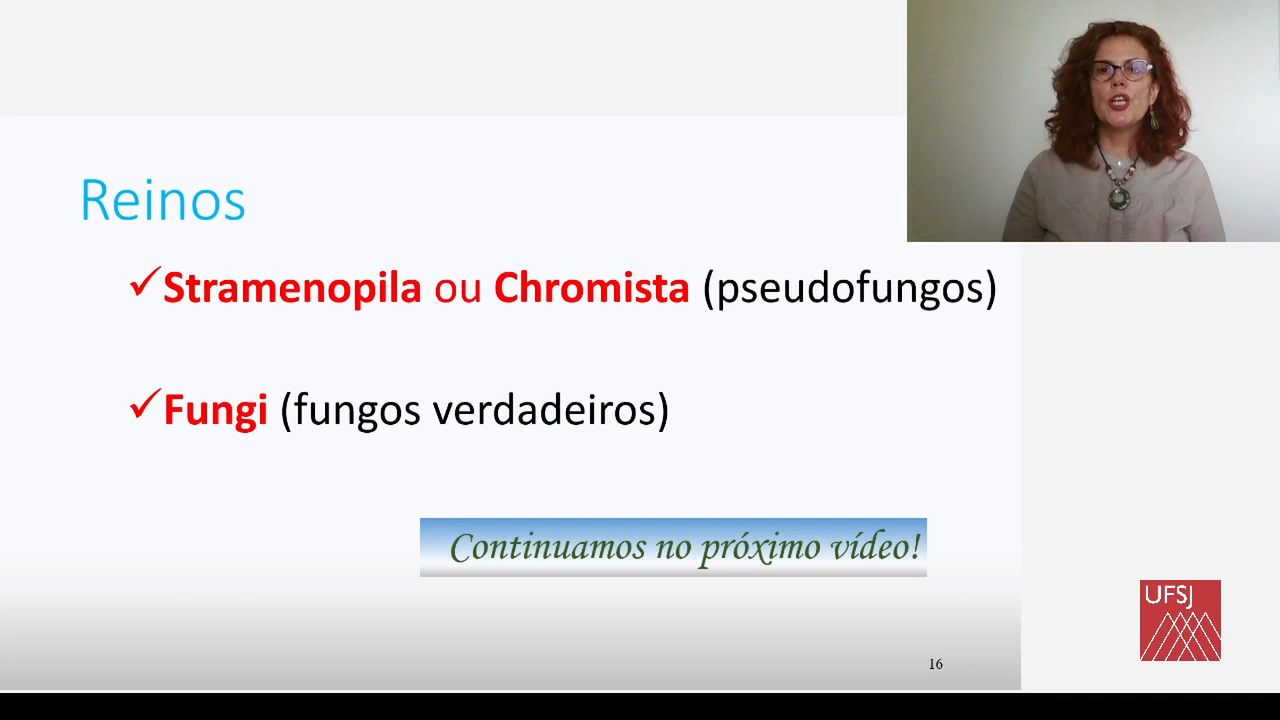 Reinos
✓Stramenopila ou Chromista (pseudofungos)
✓Fungi (fungos verdadeiros)
Continuamos no próximo vídeo!
UFSJ
16